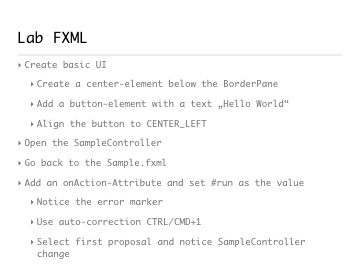 Lab FXML
‣ Create basic UI
‣ Create a center-element below the BorderPane
‣ Add a button-element with a text „Hello World“
‣ Align the button to CENTER_LEFT
‣ Open the SampleController
‣ Go back to the Sample.fxml
‣ Add an onAction-Attribute and set #run as the value
‣ Notice the error marker
‣ Use auto-correction CTRL/CMD+1
‣ Select first proposal and notice SampleController
change